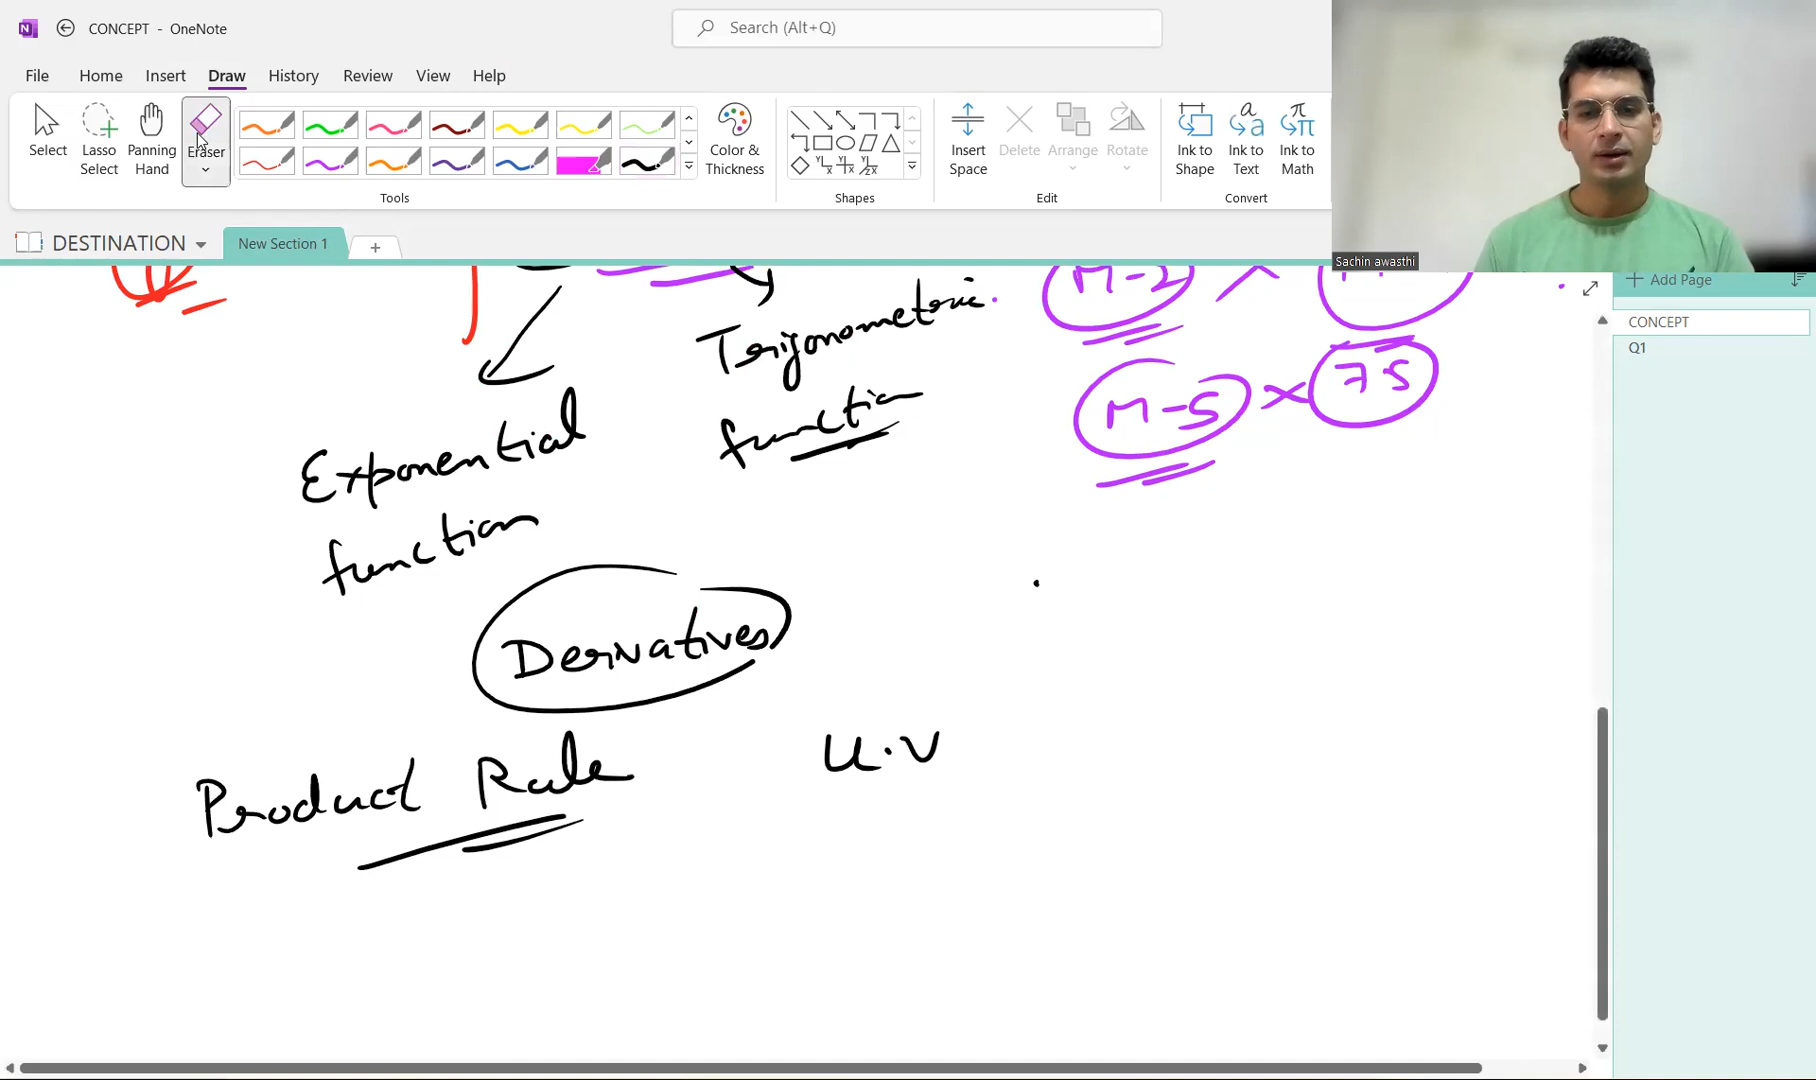 CONCEPT - OneNote
Search (Alt+Q)
File Home Insert Draw History Review View Help
Select
Lasso Select
Panning Hand
Eraser
Color & Thickness
Insert Space
Delete
Arrange
Rotate
Ink to Shape
Ink to Text
Ink to Math
Tools
Shapes
Edit
Convert
Sachin awasthi
DESTINATION
New Section 1
Add Page
CONCEPT
Q1
M-2 ×
Trigonometric
function
M-5 × 75
Exponential
function
Derivatives
Product Rule
u.v